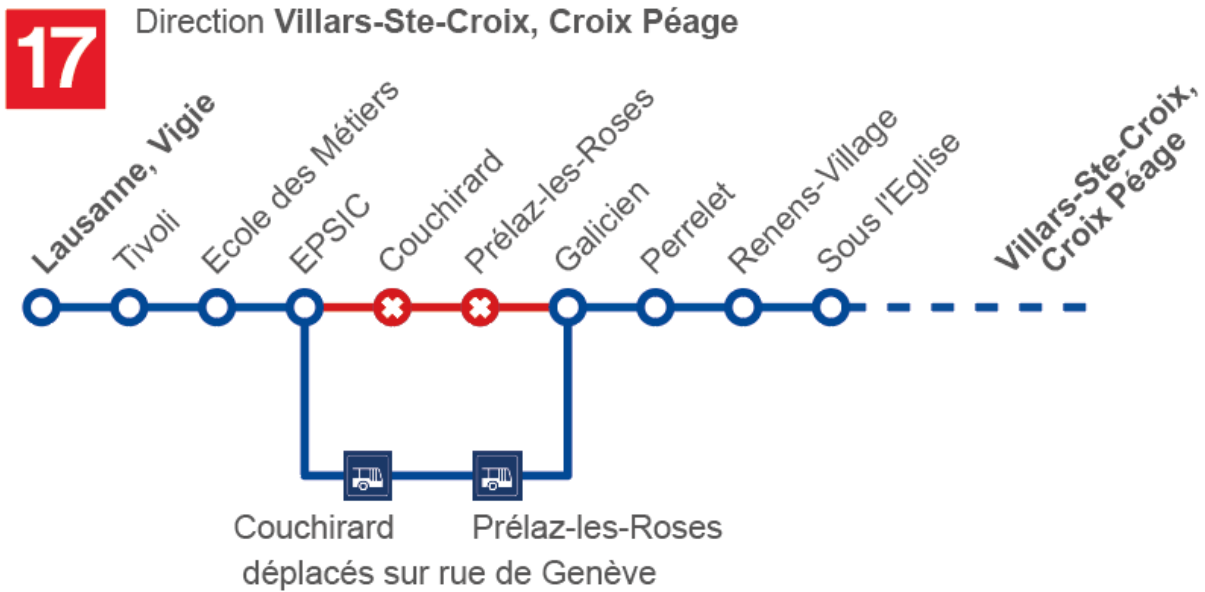 17
Direction Villars-Ste-Croix, Croix Péage
Lausanne, Vigie
Tivoli
Ecole des Métiers
EPSIC
Couchirard
Prélaz-les-Roses
Galicien
Perrelet
Renens-Village
Sous l'Eglise
Villars-Ste-Croix,
Croix Péage
Couchirard
Prélaz-les-Roses
déplacés sur rue de Genève